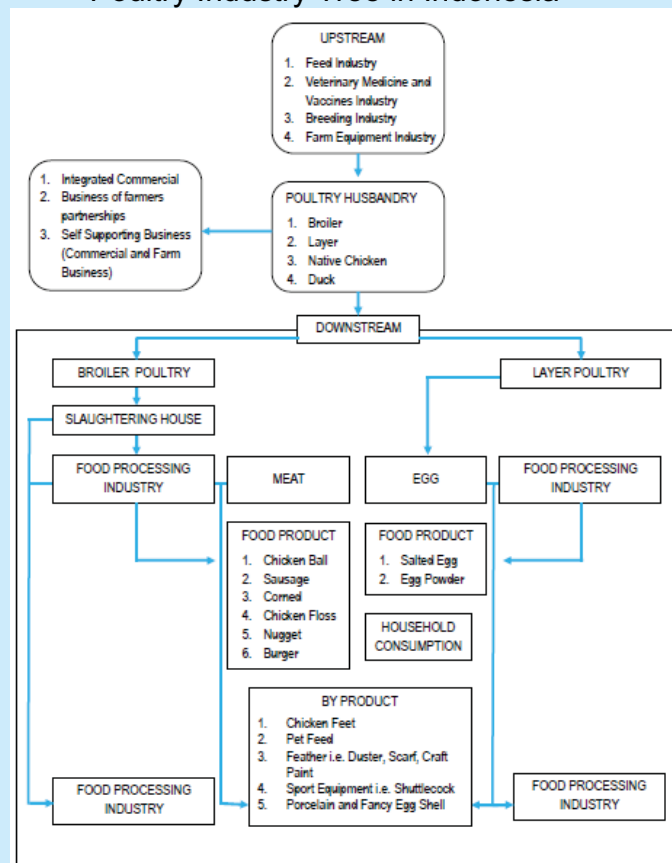 Poultry Industry Tree in Indonesia
UPSTREAM
1. Feed Industry
2. Veterinary Medicine and
Vaccines Industry
3. Breeding Industry
4. Farm Equipment Industry
1. Integrated Commercial
2. Business of farmers
partnerships
3. Self Supporting Business
(Commercial and Farm
Business)
POULTRY HUSBANDRY
1. Broiler
2. Layer
3. Native Chicken
4. Duck
DOWNSTREAM
BROILER POULTRY
LAYER POULTRY
SLAUGHTERING HOUSE
FOOD PROCESSING
INDUSTRY
MEAT
EGG
FOOD PROCESSING
INDUSTRY
FOOD PRODUCT
1. Chicken Ball
2. Sausage
3. Corned
4. Chicken Floss
5. Nugget
6. Burger
FOOD PRODUCT
1. Salted Egg
2. Egg Powder
HOUSEHOLD
CONSUMPTION
BY PRODUCT
1. Chicken Feet
2. Pet Feed
3. Feather i.e. Duster, Scarf, Craft
Paint
4. Sport Equipment i.e. Shuttlecock
5. Porcelain and Fancy Egg Shell
FOOD PROCESSING
INDUSTRY
FOOD PROCESSING
INDUSTRY